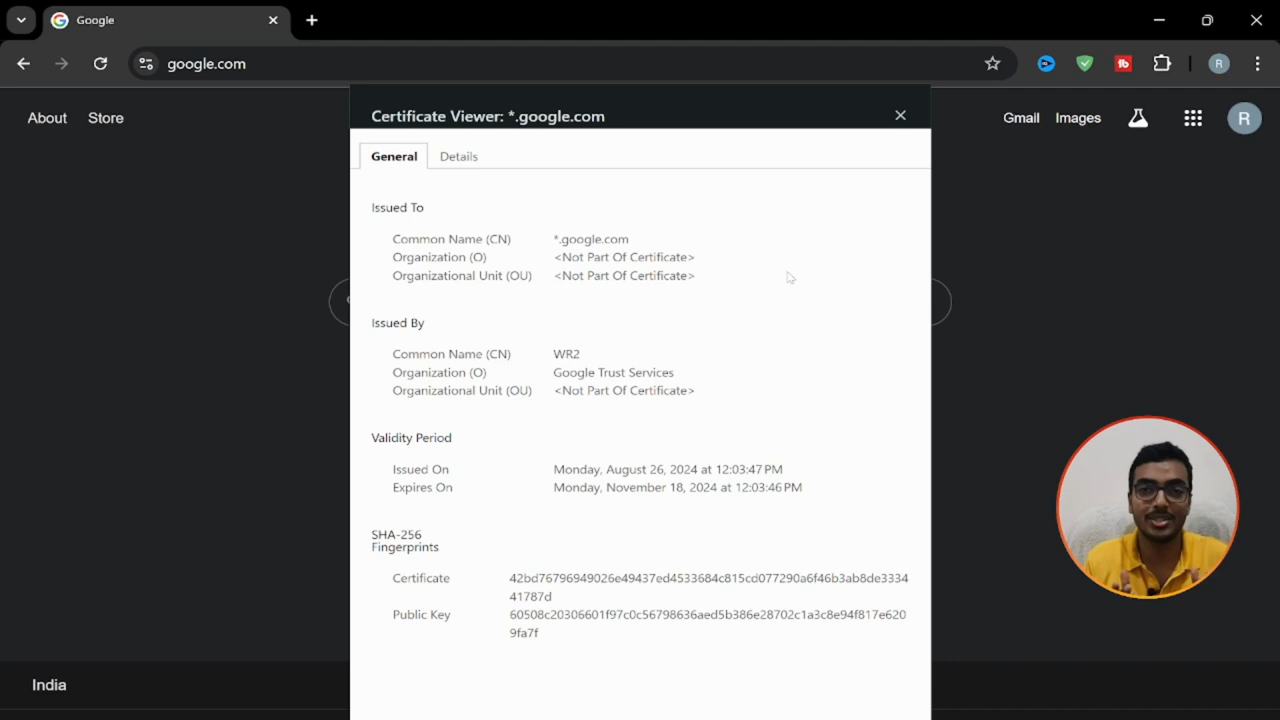 Google
google.com
About Store
Gmail Images
R
R
Certificate Viewer: *.google.com
General Details
Issued To
Common Name (CN) *.google.com
Organization (O) <Not Part Of Certificate>
Organizational Unit (OU) <Not Part Of Certificate>
Issued By
Common Name (CN) WR2
Organization (O) Google Trust Services
Organizational Unit (OU) <Not Part Of Certificate>
Validity Period
Issued On Monday, August 26, 2024 at 12:03:47 PM
Expires On Monday, November 18, 2024 at 12:03:46 PM
SHA-256
Fingerprints
Certificate 42bd76796949026e49437ed4533684c815cd077290a6f46b3ab8de3334
41787d
Public Key 60508c20306601f97c0c56798636aed5b386e28702c1a3c8e94f817e620
9fa7f
India